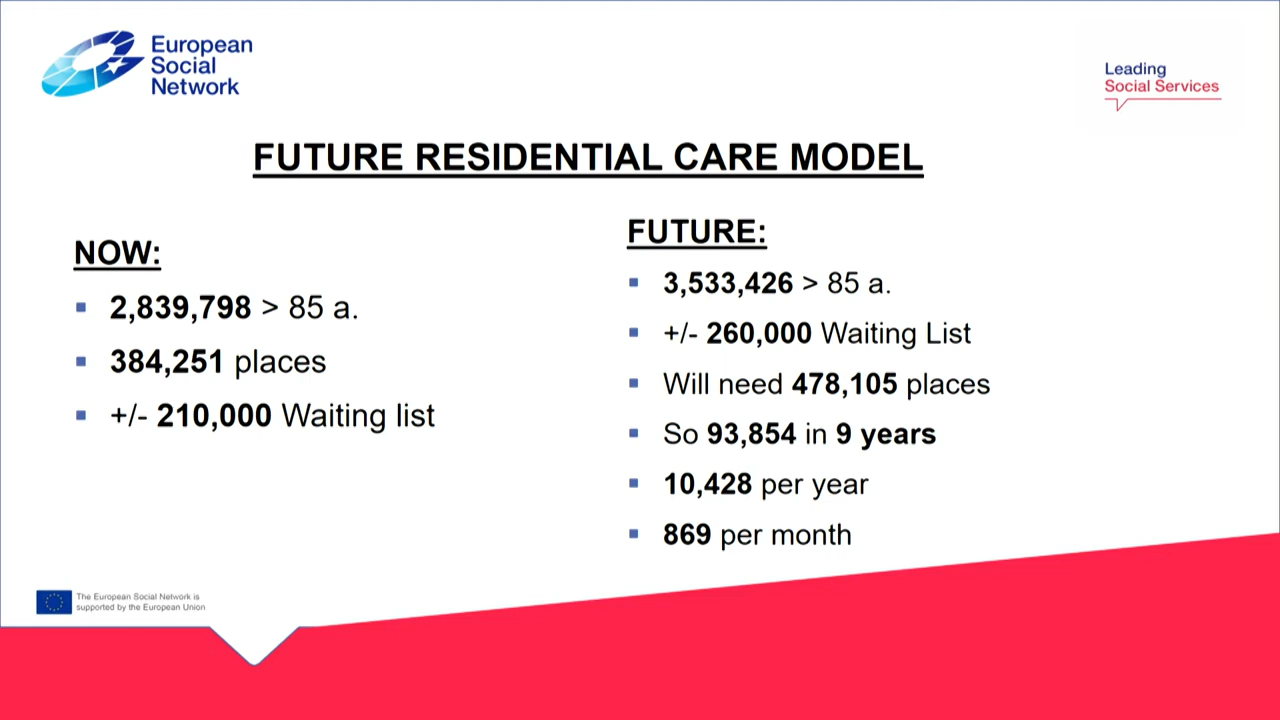 European
Social
Network
Leading
Social Services
FUTURE RESIDENTIAL CARE MODEL
NOW:
▪ 2,839,798 > 85 a.
▪ 384,251 places
▪ +/- 210,000 Waiting list
FUTURE:
▪ 3,533,426 > 85 a.
▪ +/- 260,000 Waiting List
▪ Will need 478,105 places
▪ So 93,854 in 9 years
▪ 10,428 per year
▪ 869 per month
The European Social Network is
supported by the European Union